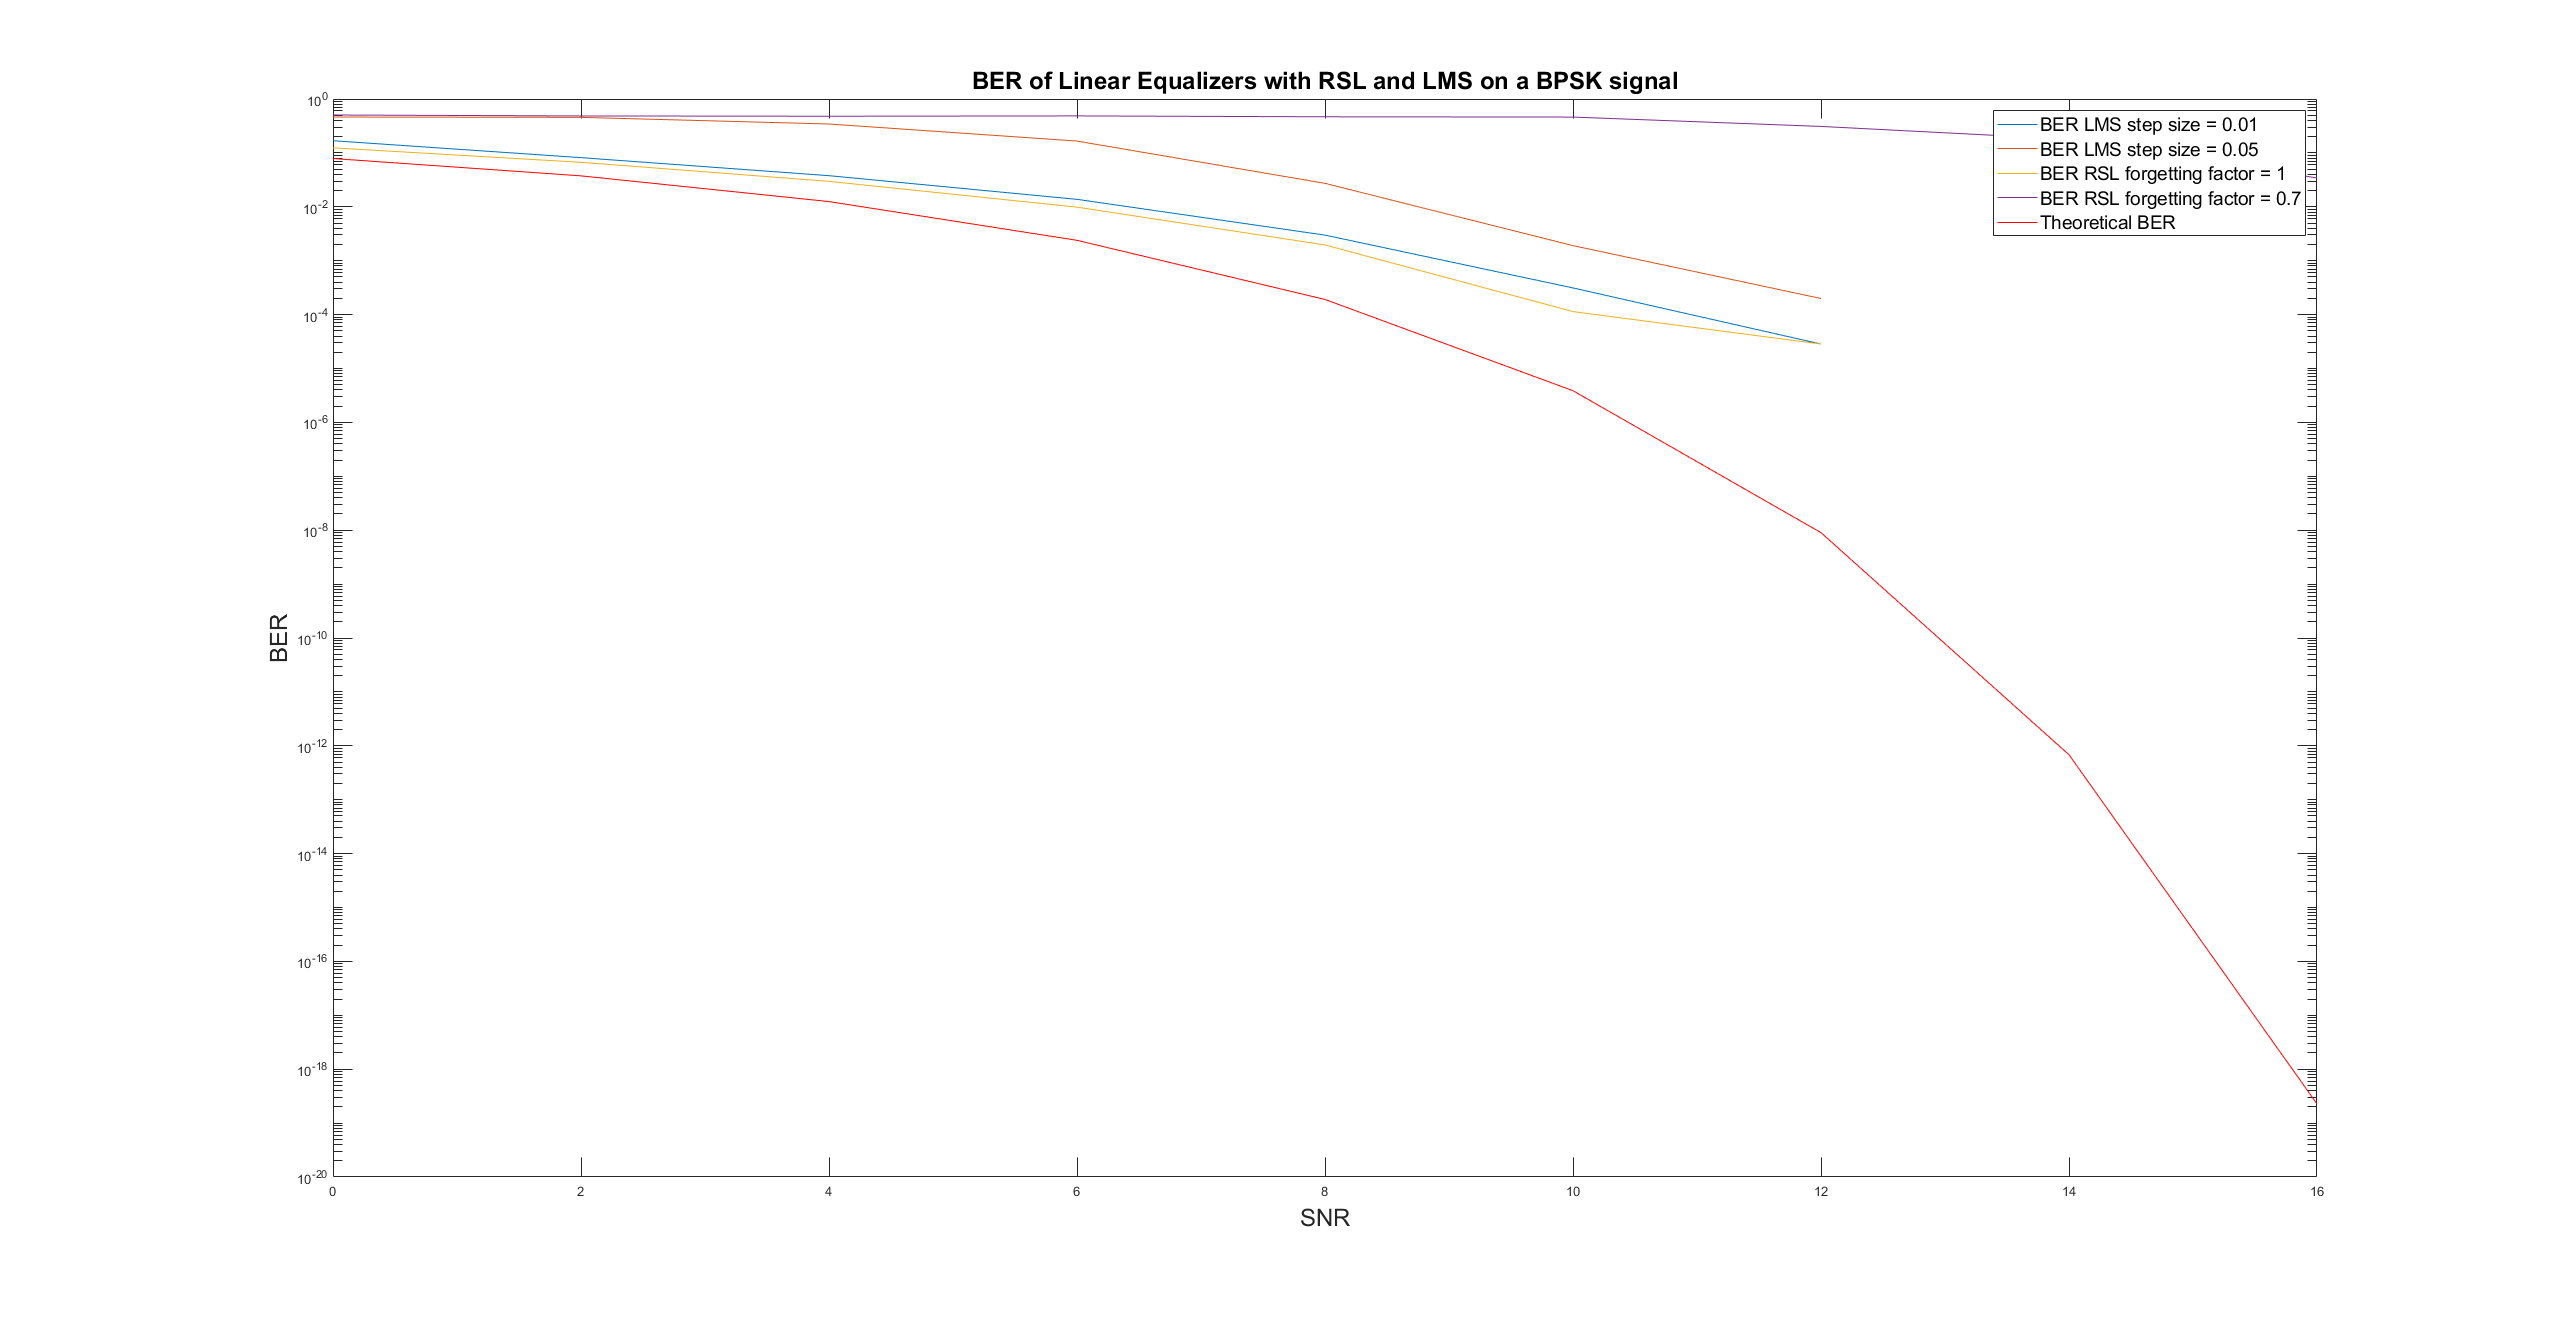 BER of Linear Equalizers with RSL and LMS on a BPSK signal
BER LMS step size = 0.01
BER LMS step size = 0.05
BER RSL forgetting factor = 1
BER RSL forgetting factor = 0.7
Theoretical BER
10^0
10^-2
10^-4
10^-6
10^-8
10^-10
10^-12
10^-14
10^-16
10^-18
10^-20
BER
0 2 4 6 8 10 12 14 16
SNR